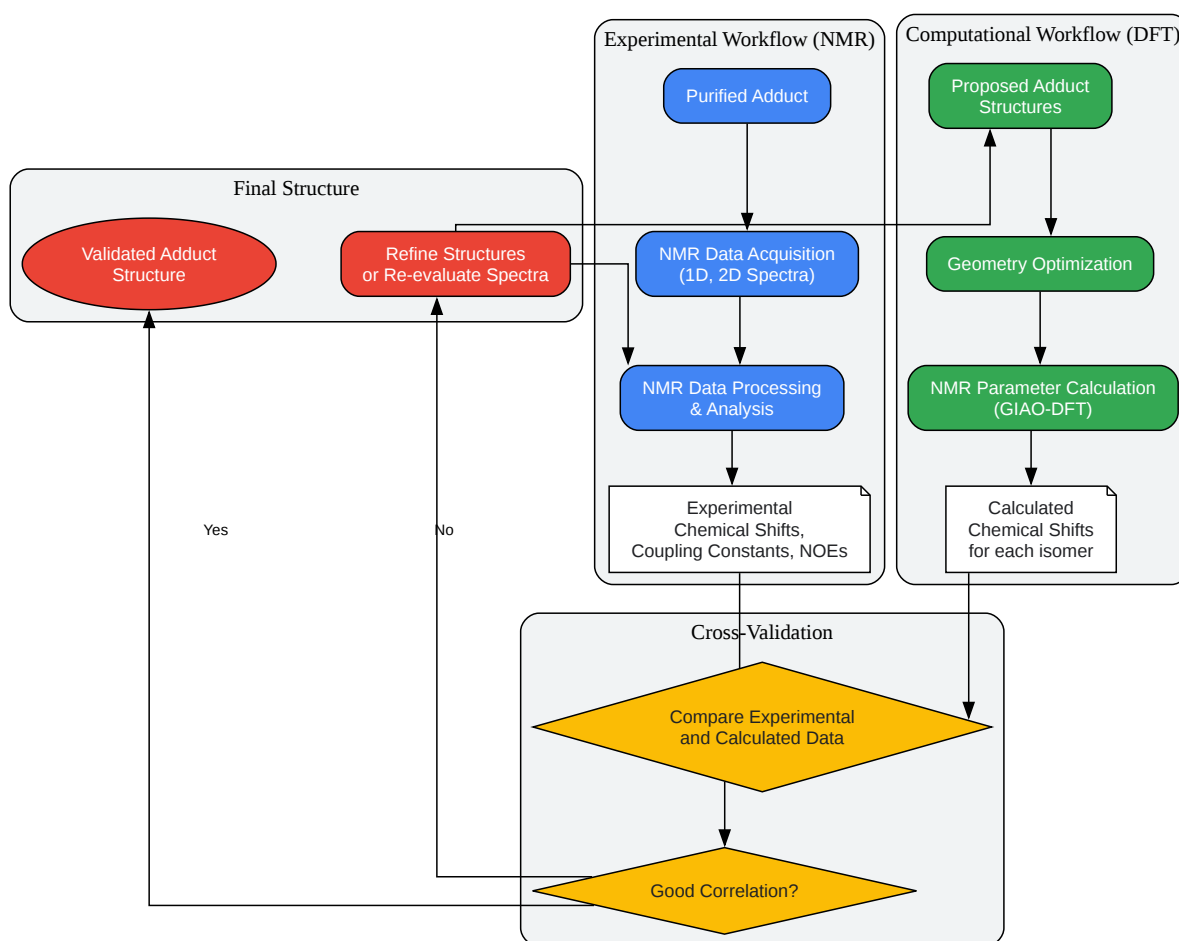 Experimental Workflow (NMR)
Computational Workflow (DFT)
Purified Adduct
Proposed Adduct
Structures
Final Structure
Validated Adduct
Structure
Refine Structures
or Re-evaluate Spectra
NMR Data Acquisition
(1D, 2D Spectra)
Geometry Optimization
NMR Data Processing
& Analysis
NMR Parameter Calculation
(GIAO-DFT)
Experimental
Chemical Shifts,
Coupling Constants, NOEs
Calculated
Chemical Shifts
for each isomer
Yes
No
Cross-Validation
Compare Experimental
and Calculated Data
Good Correlation?